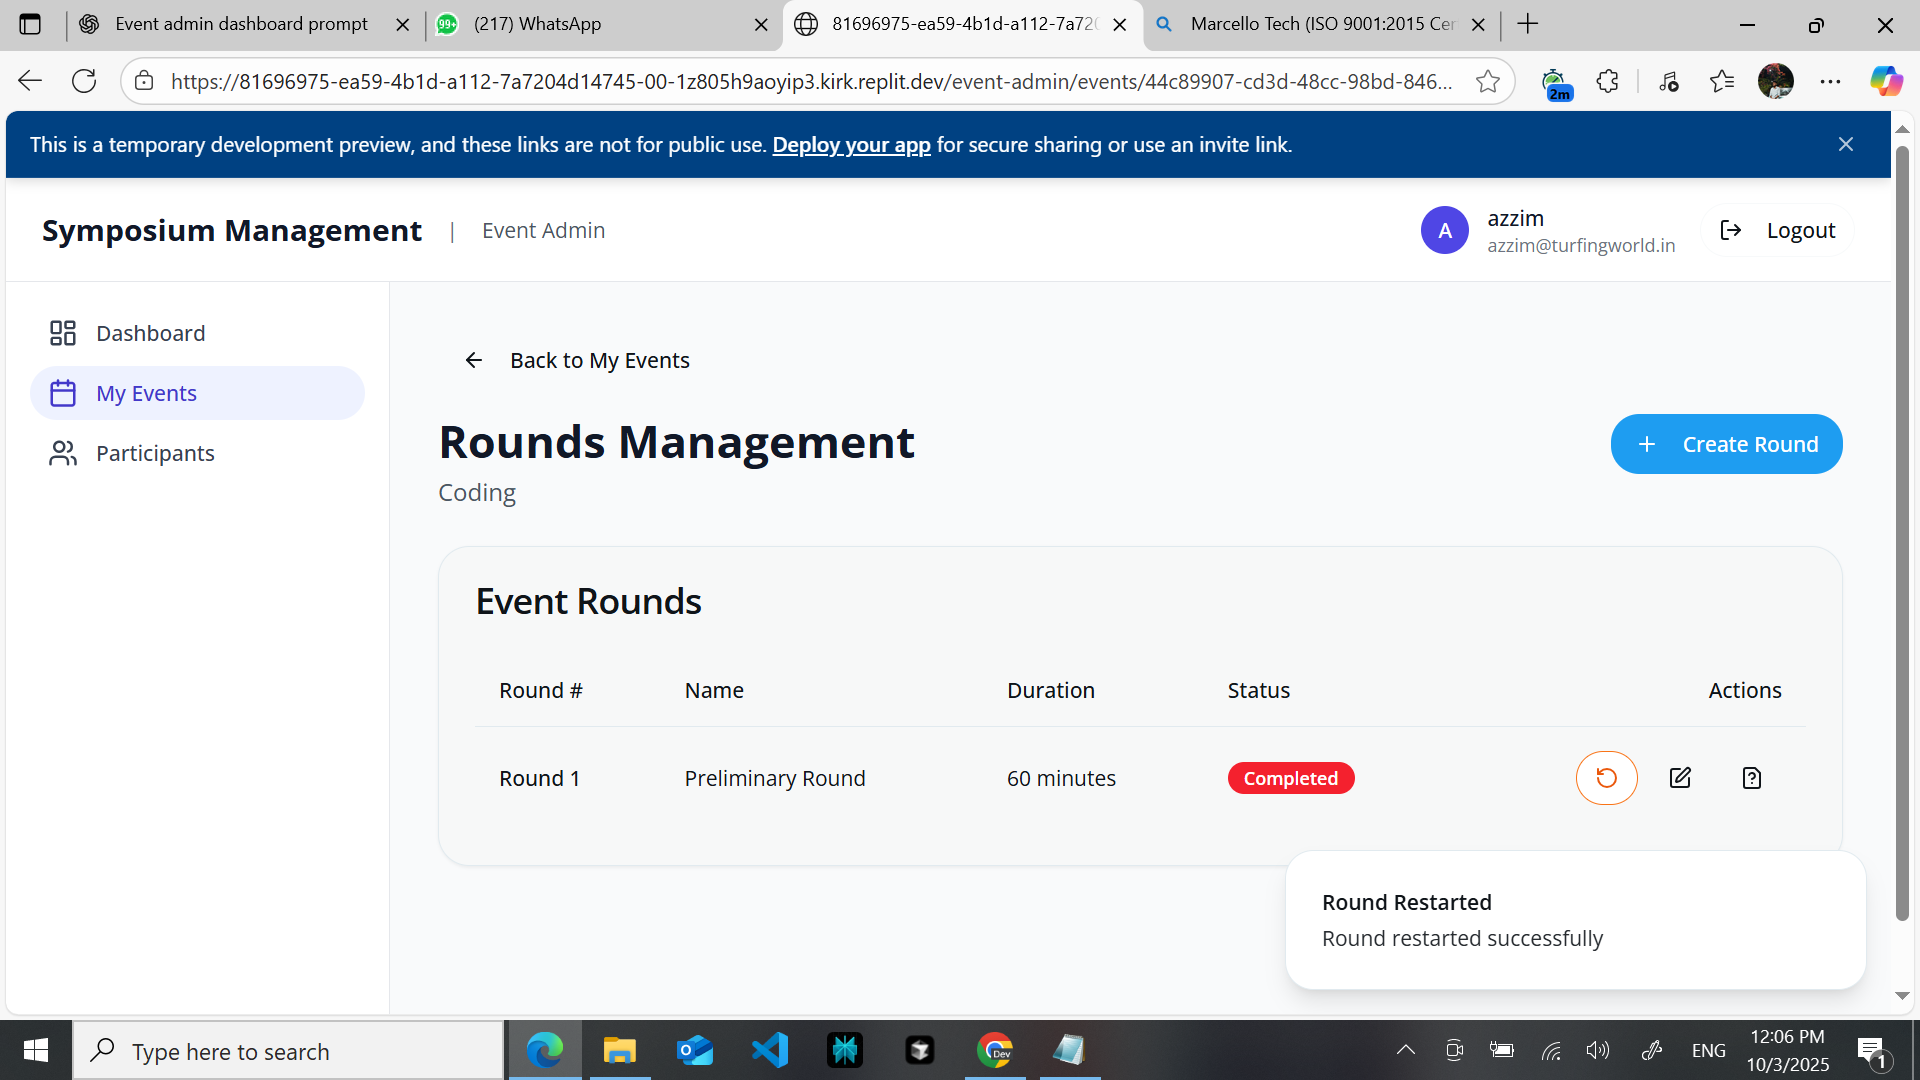 Event admin dashboard prompt
99+
(217) WhatsApp
81696975-ea59-4b1d-a112-7a720
Marcello Tech (ISO 9001:2015 Cer
https://81696975-ea59-4b1d-a112-7a7204d14745-00-1z805h9aoyip3.kirk.replit.dev/event-admin/events/44c89907-cd3d-48cc-98bd-846...
2m
This is a temporary development preview, and these links are not for public use. Deploy your app for secure sharing or use an invite link.
Symposium Management | Event Admin
A
azzim
azzim@turfingworld.in
Logout
Dashboard
My Events
Participants
Back to My Events
Rounds Management
Coding
Create Round
Event Rounds
Round # Name Duration Status Actions
Round 1 Preliminary Round 60 minutes Completed
Round Restarted
Round restarted successfully
Type here to search
Dev
ENG
12:06 PM
10/3/2025
1